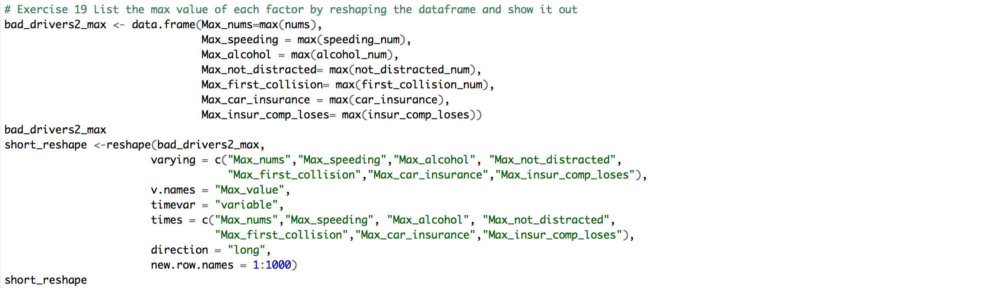 # Exercise 19 List the max value of each factor by reshaping the dataframe and show it out
bad_drivers2_max <- data.frame(Max_nums=max(nums),
                               Max_speeding = max(speeding_num),
                               Max_alcohol = max(alcohol_num),
                               Max_not_distracted= max(not_distracted_num),
                               Max_first_collision= max(first_collision_num),
                               Max_car_insurance = max(car_insurance),
                               Max_insur_comp_loses= max(insur_comp_loses))
bad_drivers2_max
short_reshape <-reshape(bad_drivers2_max,
                       varying = c("Max_nums","Max_speeding","Max_alcohol", "Max_not_distracted",
                                   "Max_first_collision","Max_car_insurance","Max_insur_comp_loses"),
                       v.names = "Max_value",
                       timevar = "variable",
                       times = c("Max_nums","Max_speeding", "Max_alcohol", "Max_not_distracted",
                                 "Max_first_collision","Max_car_insurance","Max_insur_comp_loses"),
                       direction = "long",
                       new.row.names = 1:1000)
short_reshape